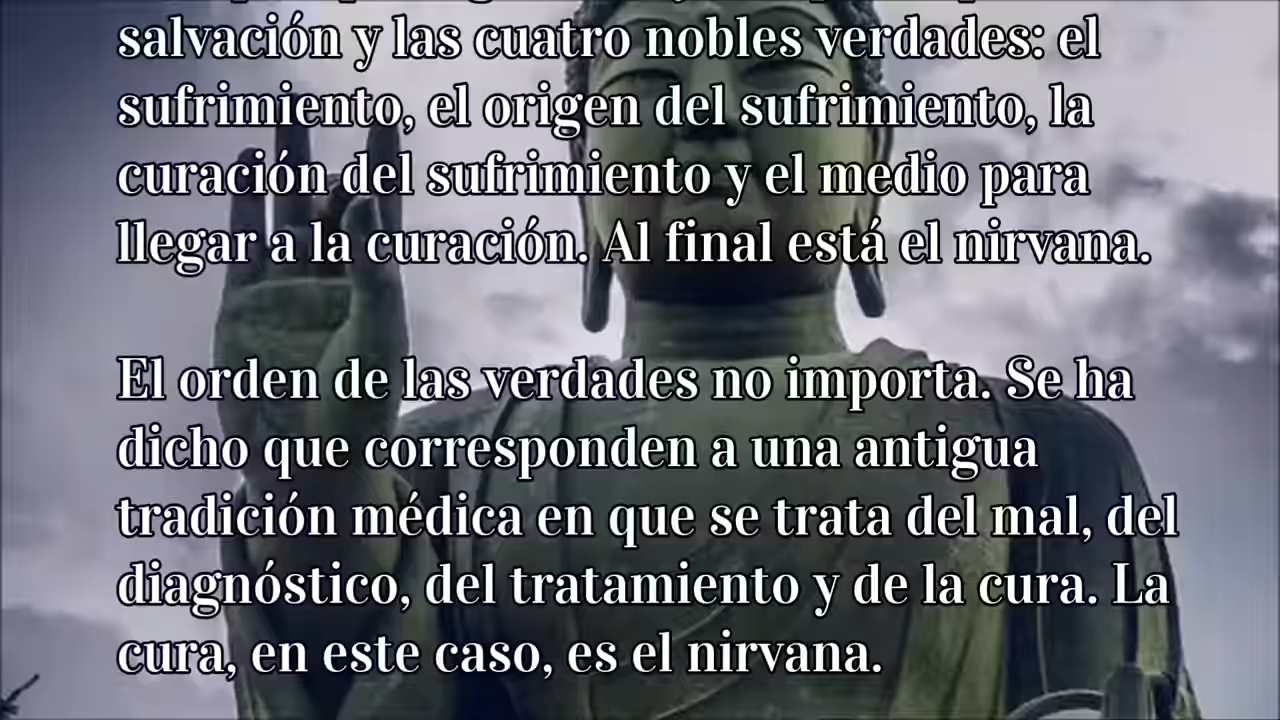 salvación y las cuatro nobles verdades: el
sufrimiento, el origen del sufrimiento, la
curación del sufrimiento y el medio para
llegar a la curación. Al final está el nirvana.
El orden de las verdades no importa. Se ha
dicho que corresponden a una antigua
tradición médica en que se trata del mal, del
diagnóstico, del tratamiento y de la cura. La
cura, en este caso, es el nirvana.